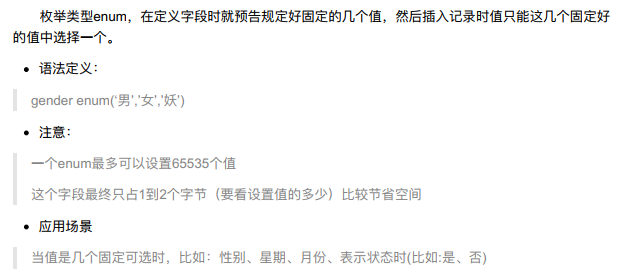 枚举类型enum，在定义字段时就预告规定好固定的几个值，然后插入记录时值只能这几个固定好
的值中选择一个。
• 语法定义：
gender enum(‘男’,’女’,’妖’)
• 注意：
一个enum最多可以设置65535个值
这个字段最终只占1到2个字节（要看设置值的多少）比较节省空间
• 应用场景
当值是几个固定可选时，比如：性别、星期、月份、表示状态时(比如:是、否)